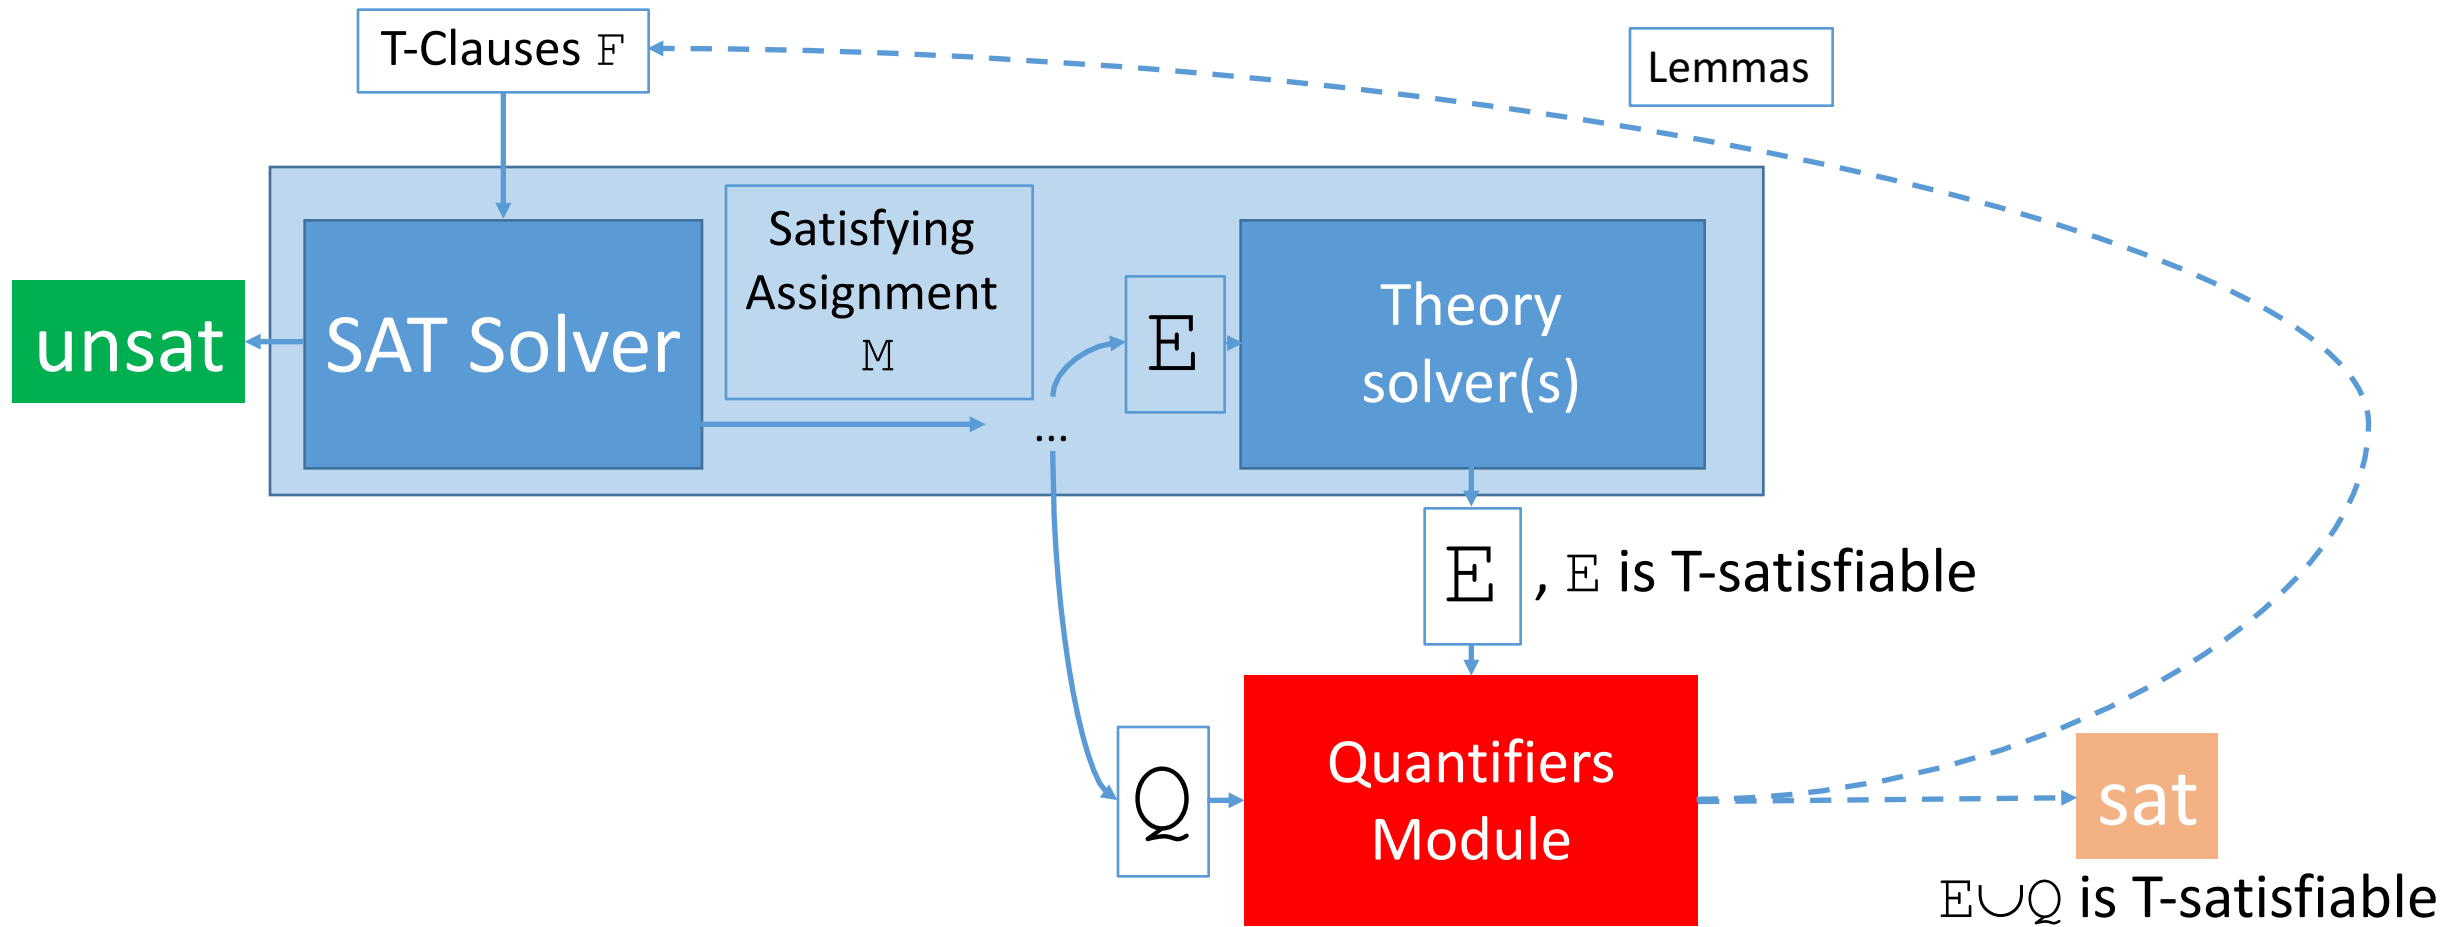 T-Clauses F
Lemmas
Satisfying
Assignment
M
unsat
SAT Solver
...
E
Theory
solver(s)
E , E is T-satisfiable
Q
Quantifiers
Module
sat
E∪Q is T-satisfiable